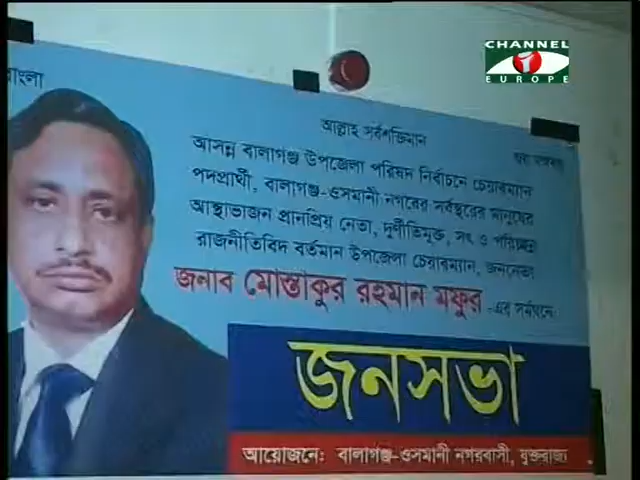 CHANNEL
i
EUROPE
বাংলা
আল্লাহ সর্বশক্তিমান
আসন্ন বালাগঞ্জ উপজেলা পরিষদ নির্বাচনে চেয়ারম্যান
পদপ্রার্থী, বালাগঞ্জ-ওসমানী নগরের সর্বস্থরের মানুষের
আস্থাভাজন প্রানপ্রিয় নেতা, দুর্ণীতিমুক্ত, সৎ ও পরিচ্ছন্ন
রাজনীতিবিদ বর্তমান উপজেলা চেয়ারম্যান, জননেতা
জনাব মোস্তাকুর রহমান মফুর -এর সমর্থনে
জনসভা
আয়োজনে: বালাগঞ্জ-ওসমানী নগরবাসী, যুক্তরাজ্য